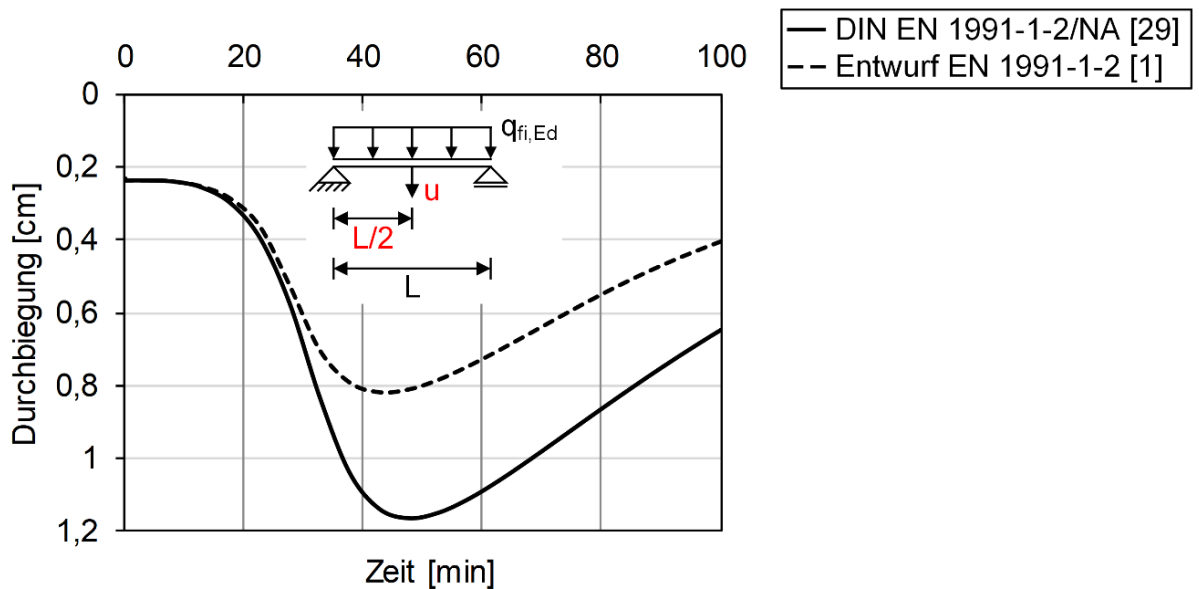 DIN EN 1991-1-2/NA [29]
Entwurf EN 1991-1-2 [1]
0 20 40 60 80 100
0
0,2
0,4
0,6
0,8
1
1,2
Durchbiegung [cm]
qfi,Ed
u
L/2
L
Zeit [min]